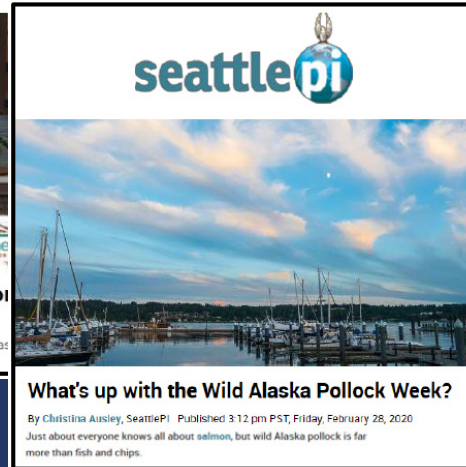 seattle pi
What's up with the Wild Alaska Pollock Week?
By Christina Ausley, SeattlePI Published 3:12 pm PST, Friday, February 28, 2020
Just about everyone knows all about salmon, but wild Alaska pollock is far
more than fish and chips.